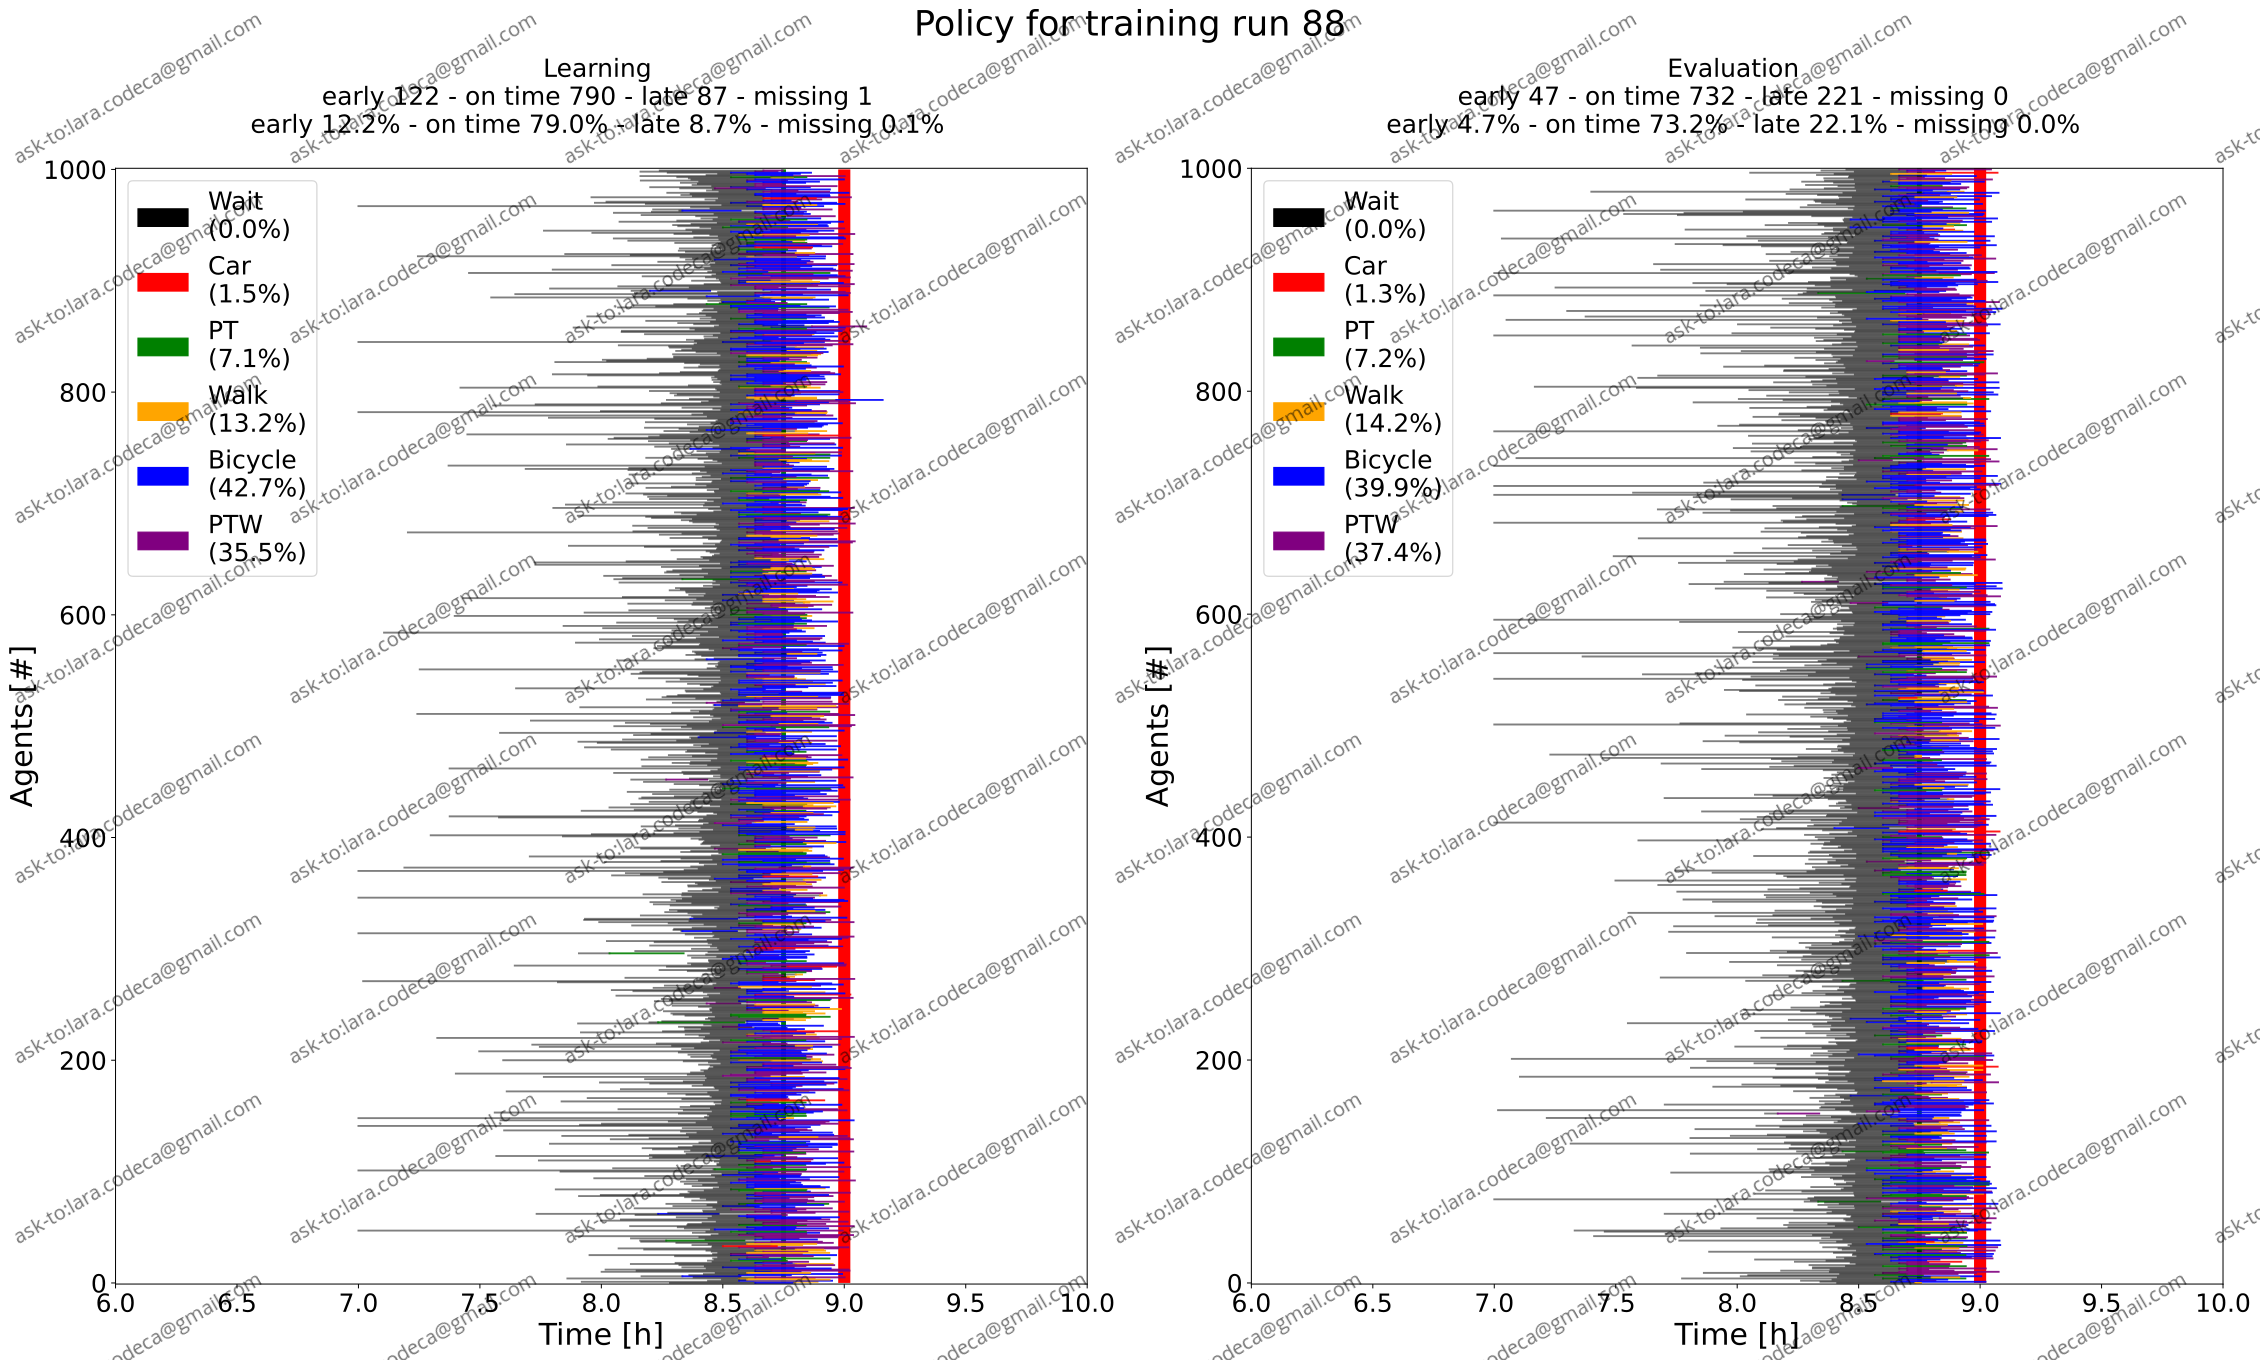 Policy for training run 88
Learning
early 122 - on time 790 - late 87 - missing 1
early 12.2% - on time 79.0% - late 8.7% - missing 0.1%
1000
800
600
400
200
0
Agents [#]
Wait
(0.0%)
Car
(1.5%)
PT
(7.1%)
Walk
(13.2%)
Bicycle
(42.7%)
PTW
(35.5%)
6.0 6.5 7.0 7.5 8.0 8.5 9.0 9.5 10.0
Time [h]
Evaluation
early 47 - on time 732 - late 221 - missing 0
early 4.7% - on time 73.2% - late 22.1% - missing 0.0%
1000
800
600
400
200
0
Agents [#]
Wait
(0.0%)
Car
(1.3%)
PT
(7.2%)
Walk
(14.2%)
Bicycle
(39.9%)
PTW
(37.4%)
6.0 6.5 7.0 7.5 8.0 8.5 9.0 9.5 10.0
Time [h]
ask-to:lara.codeca@gmail.com